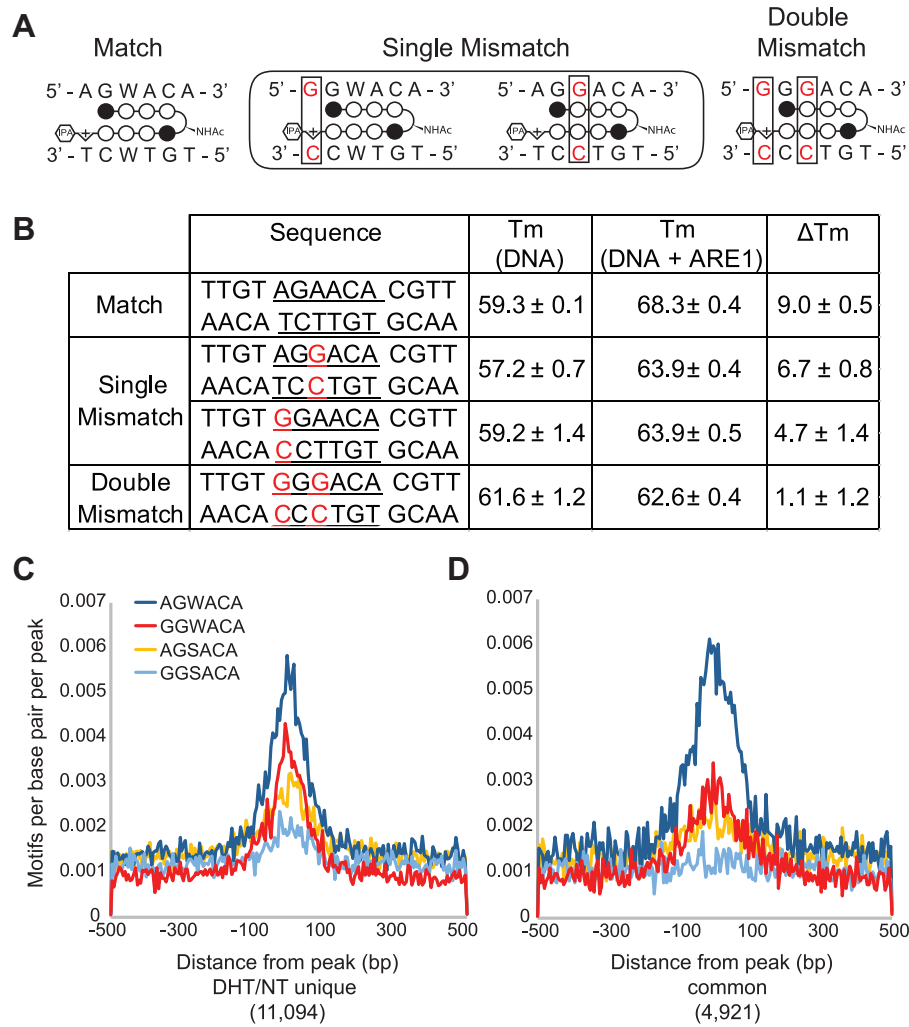 A
Match
Single Mismatch
Double
Mismatch
5' - A G W A C A - 3'
IPA
+
NHAc
3' - T C W T G T - 5'
5' - G G W A C A - 3'
IPA
+
NHAc
3' - C C W T G T - 5'
5' - A G G A C A - 3'
IPA
+
NHAc
3' - T C C T G T - 5'
5' - G G G A C A - 3'
IPA
+
NHAc
3' - C C C T G T - 5'
B
Sequence
Tm
(DNA)
Tm
(DNA + ARE1)
ΔTm
Match
TTGT AGAACA CGTT
AACA TCTTGT GCAA
59.3 ± 0.1
68.3 ± 0.4
9.0 ± 0.5
Single
Mismatch
TTGT AGGACA CGTT
AACA TCCTGT GCAA
57.2 ± 0.7
63.9 ± 0.4
6.7 ± 0.8
TTGT GGAACA CGTT
AACA CCTTGT GCAA
59.2 ± 1.4
63.9 ± 0.5
4.7 ± 1.4
Double
Mismatch
TTGT GGGACA CGTT
AACA CCCTGT GCAA
61.6 ± 1.2
62.6 ± 0.4
1.1 ± 1.2
C
Motifs per base pair per peak
0.007
0.006
0.005
0.004
0.003
0.002
0.001
0
AGWACA
GGWACA
AGSACA
GGSACA
-500
-300
-100
100
300
500
Distance from peak (bp)
DHT/NT unique
(11,094)
D
0.007
0.006
0.005
0.004
0.003
0.002
0.001
0
-500
-300
-100
100
300
500
Distance from peak (bp)
common
(4,921)